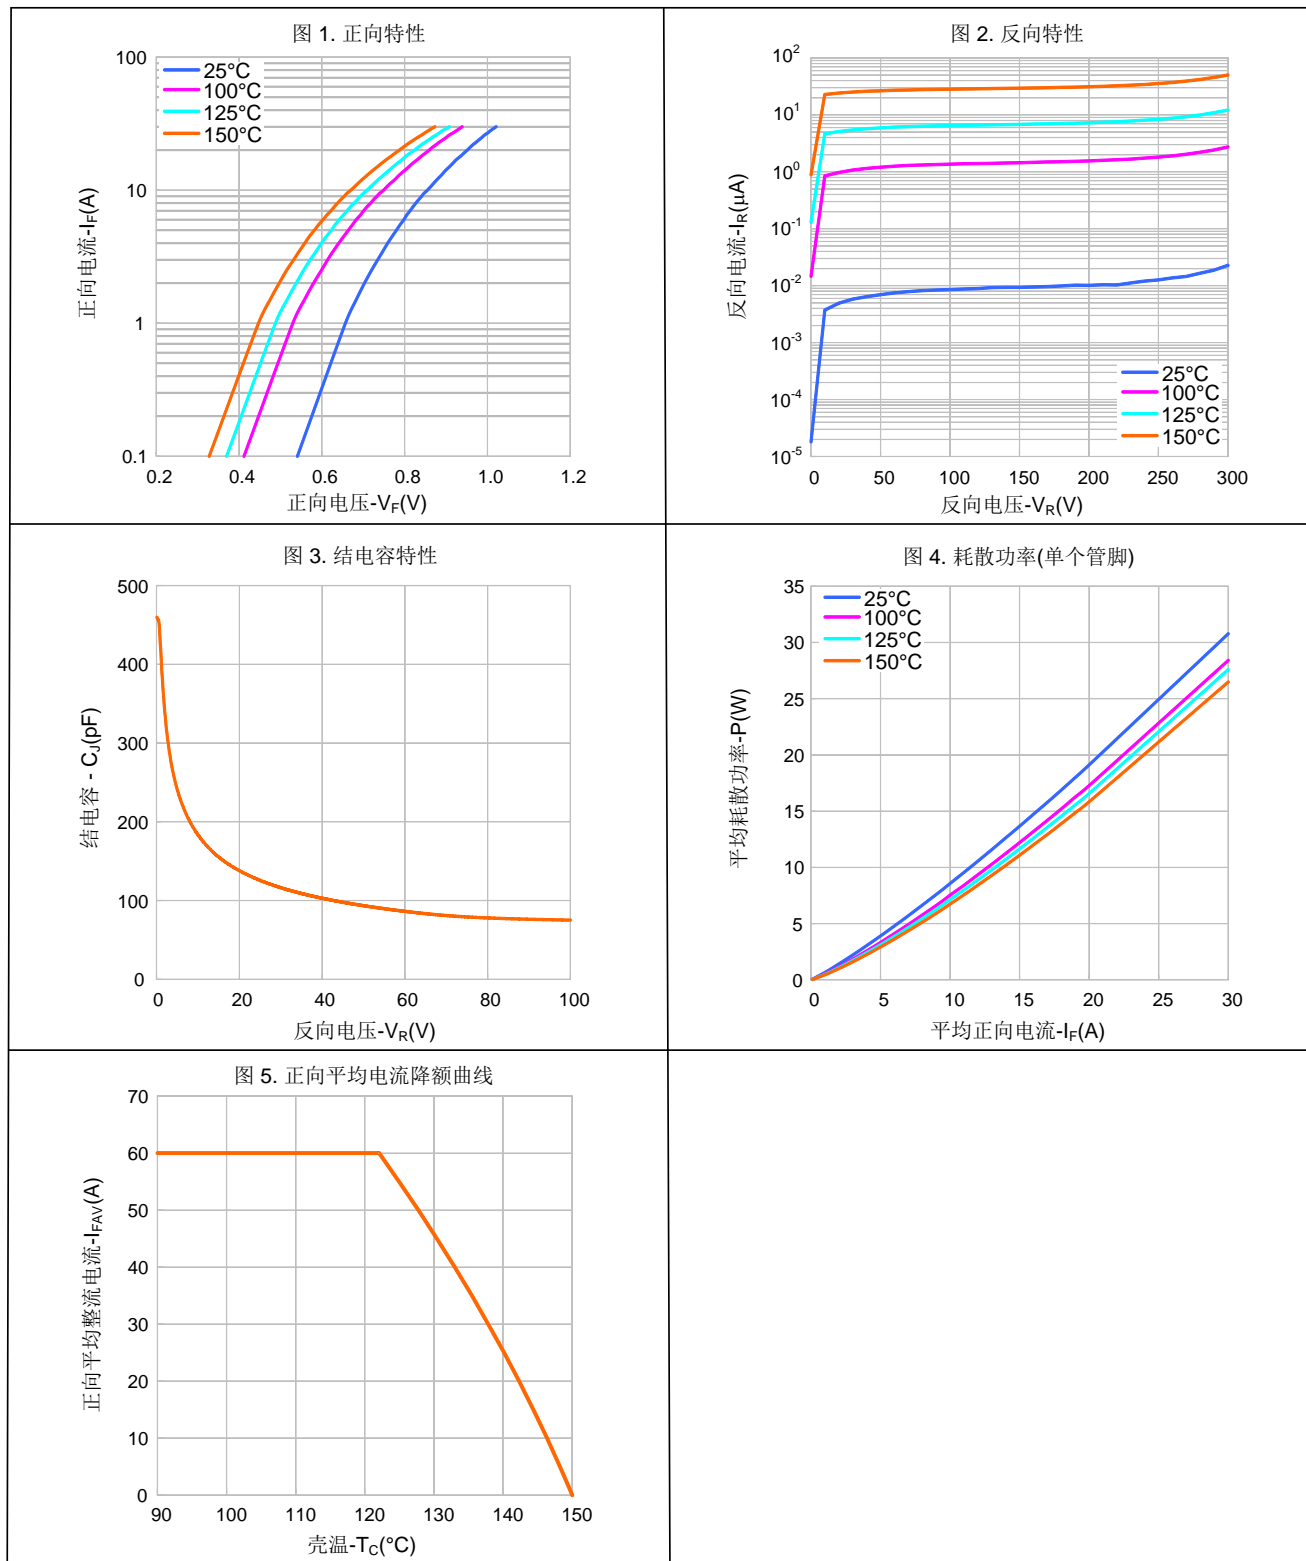 图 1. 正向特性
100
10
1
0.1
0.2
0.4
0.6
0.8
1.0
1.2
25°C
100°C
125°C
150°C
正向电流-IF(A)
正向电压-VF(V)
图 2. 反向特性
10²
10¹
10⁰
10⁻¹
10⁻²
10⁻³
10⁻⁴
10⁻⁵
0
50
100
150
200
250
300
25°C
100°C
125°C
150°C
反向电流-IR(μA)
反向电压-VR(V)
图 3. 结电容特性
500
400
300
200
100
0
0
20
40
60
80
100
结电容 - CJ(pF)
反向电压-VR(V)
图 4. 耗散功率(单个管脚)
35
30
25
20
15
10
5
0
0
5
10
15
20
25
30
25°C
100°C
125°C
150°C
平均耗散功率-P(W)
平均正向电流-IF(A)
图 5. 正向平均电流降额曲线
70
60
50
40
30
20
10
0
90
100
110
120
130
140
150
正向平均整流电流-IFAV(A)
壳温-TC(°C)